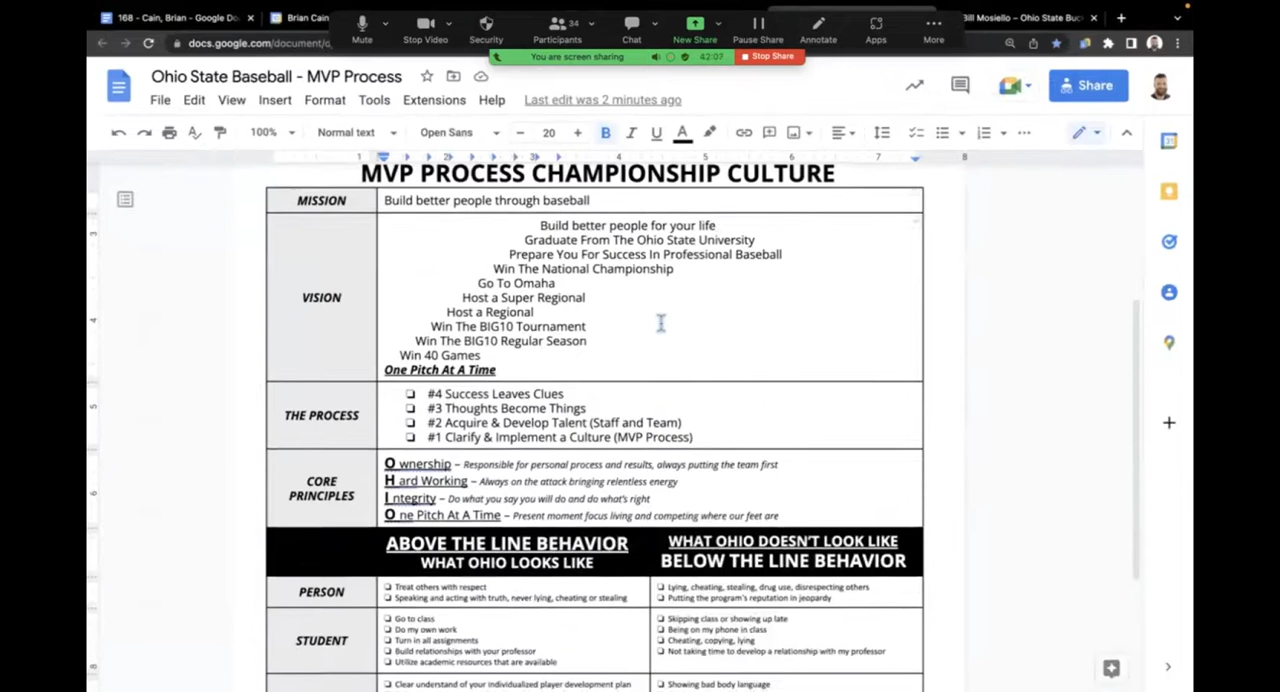 168 - Cain, Brian - Google Do
Brian Cain
Bill Mosiello – Ohio State Buc
Mute
Stop Video
Security
34
Participants
Chat
New Share
Pause Share
Annotate
Apps
More
docs.google.com/document/d
You are screen sharing
42:07
Stop Share
Ohio State Baseball - MVP Process
File Edit View Insert Format Tools Extensions Help Last edit was 2 minutes ago
Share
100%
Normal text
Open Sans
20
B I U A
1 2 3 4 5 6 7 8
MVP PROCESS CHAMPIONSHIP CULTURE
MISSION
Build better people through baseball
VISION
Build better people for your life
Graduate From The Ohio State University
Prepare You For Success In Professional Baseball
Win The National Championship
Go To Omaha
Host a Super Regional
Host a Regional
Win The BIG10 Tournament
Win The BIG10 Regular Season
Win 40 Games
One Pitch At A Time
THE PROCESS
#4 Success Leaves Clues
#3 Thoughts Become Things
#2 Acquire & Develop Talent (Staff and Team)
#1 Clarify & Implement a Culture (MVP Process)
CORE
PRINCIPLES
O wnership – Responsible for personal process and results, always putting the team first
H ard Working – Always on the attack bringing relentless energy
I ntegrity – Do what you say you will do and do what's right
O ne Pitch At A Time – Present moment focus living and competing where our feet are
ABOVE THE LINE BEHAVIOR
WHAT OHIO LOOKS LIKE
WHAT OHIO DOESN'T LOOK LIKE
BELOW THE LINE BEHAVIOR
PERSON
Treat others with respect
Speaking and acting with truth, never lying, cheating or stealing
Lying, cheating, stealing, drug use, disrespecting others
Putting the program's reputation in jeopardy
STUDENT
Go to class
Do my own work
Turn in all assignments
Build relationships with your professor
Utilize academic resources that are available
Skipping class or showing up late
Being on my phone in class
Cheating, copying, lying
Not taking time to develop a relationship with my professor
Clear understand of your individualized player development plan
Showing bad body language
3
4
5
6
8